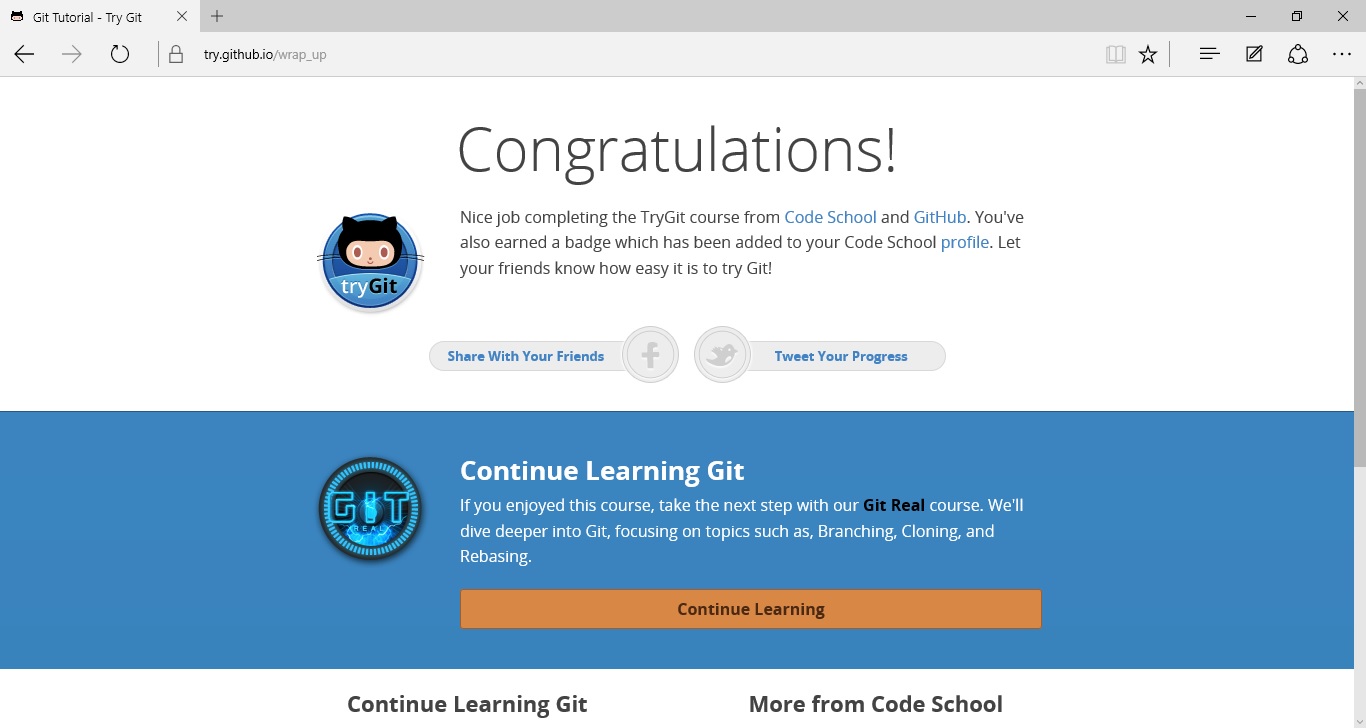 Git Tutorial - Try Git
try.github.io/wrap_up
Congratulations!
Nice job completing the TryGit course from Code School and GitHub. You've
also earned a badge which has been added to your Code School profile. Let
your friends know how easy it is to try Git!
tryGit
Share With Your Friends
f
Tweet Your Progress
GIT
REAL
Continue Learning Git
If you enjoyed this course, take the next step with our Git Real course. We'll
dive deeper into Git, focusing on topics such as, Branching, Cloning, and
Rebasing.
Continue Learning
Continue Learning Git
More from Code School